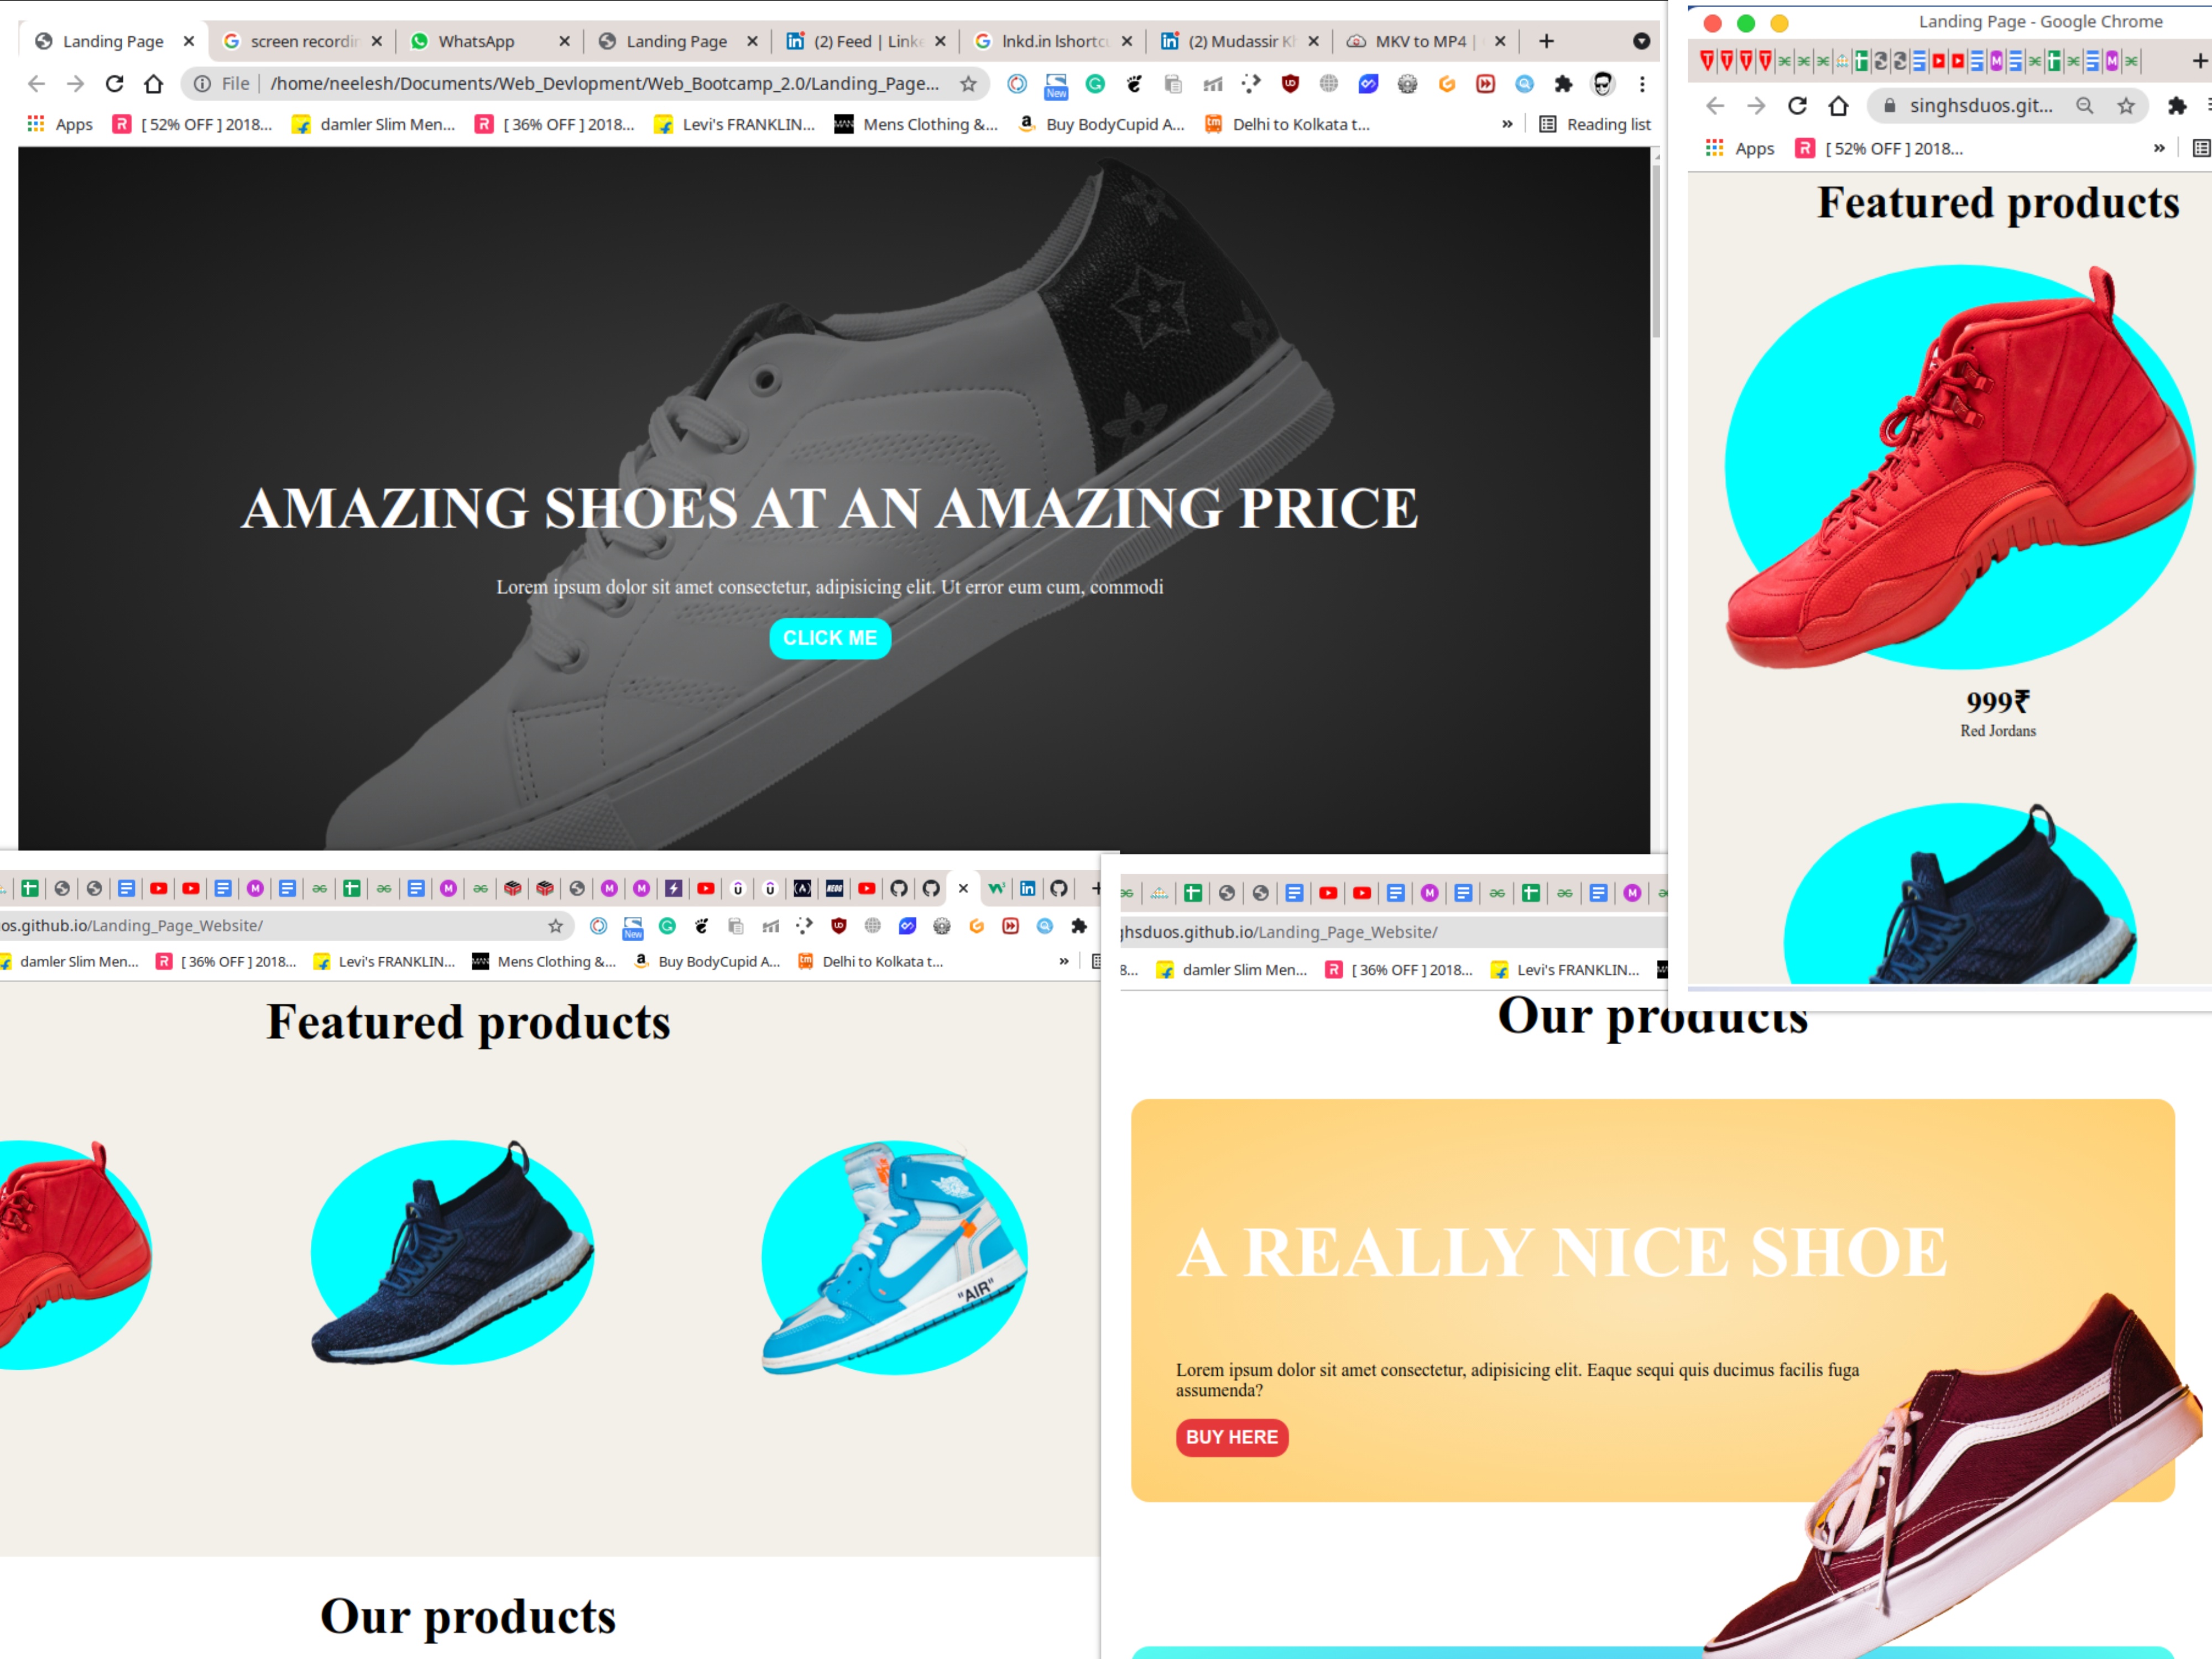 Landing Page
screen recordin
WhatsApp
Landing Page
(2) Feed | Linke
lnkd.in lshortcu
(2) Mudassir Kh
MKV to MP4 |
File
/home/neelesh/Documents/Web_Devlopment/Web_Bootcamp_2.0/Landing_Page...
New
Apps
[ 52% OFF ] 2018...
damler Slim Men...
[ 36% OFF ] 2018...
Levi's FRANKLIN...
Mens Clothing &...
Buy BodyCupid A...
Delhi to Kolkata t...
»
Reading list
AMAZING SHOES AT AN AMAZING PRICE
Lorem ipsum dolor sit amet consectetur, adipisicing elit. Ut error eum cum, commodi
CLICK ME
Landing Page - Google Chrome
singhsduos.git...
Apps
[ 52% OFF ] 2018...
»
Featured products
999₹
Red Jordans
os.github.io/Landing_Page_Website/
New
damler Slim Men...
[ 36% OFF ] 2018...
Levi's FRANKLIN...
Mens Clothing &...
Buy BodyCupid A...
Delhi to Kolkata t...
»
Featured products
"AIR"
Our products
ghsduos.github.io/Landing_Page_Website/
8...
damler Slim Men...
[ 36% OFF ] 2018...
Levi's FRANKLIN...
Our products
A REALLY NICE SHOE
Lorem ipsum dolor sit amet consectetur, adipisicing elit. Eaque sequi quis ducimus facilis fuga
assumenda?
BUY HERE